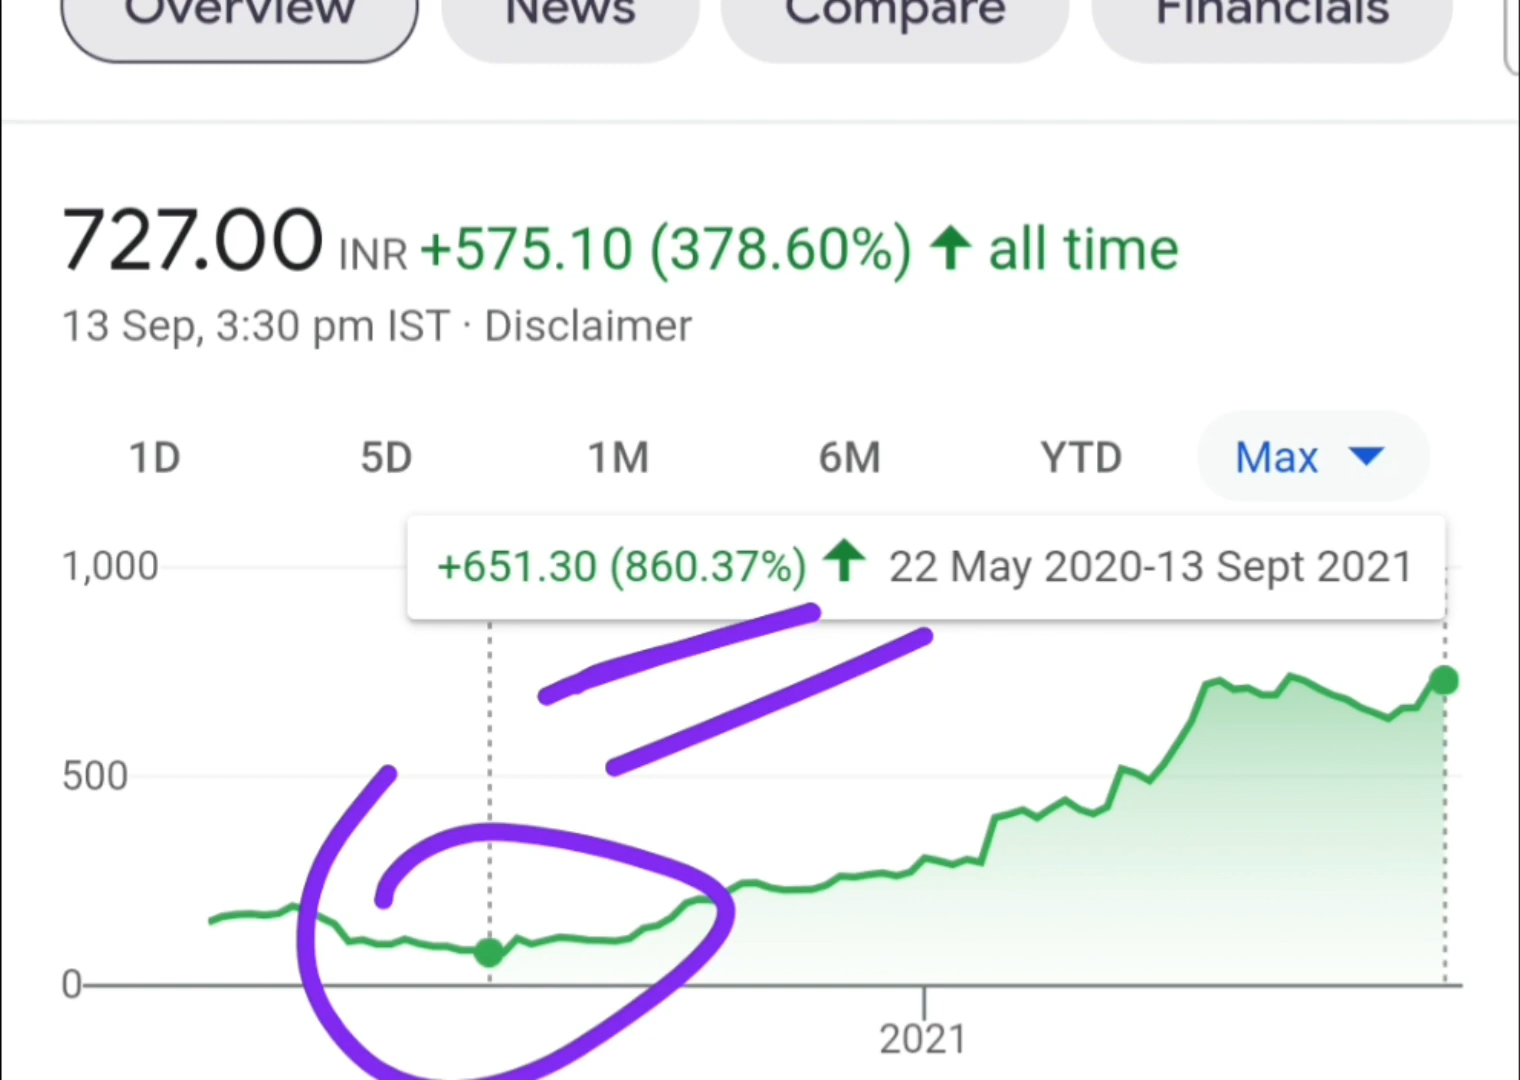 Overview News Compare Financials
727.00 INR +575.10 (378.60%) ↑ all time
13 Sep, 3:30 pm IST · Disclaimer
1D 5D 1M 6M YTD Max
+651.30 (860.37%) ↑ 22 May 2020-13 Sept 2021
1,000
500
0
2021